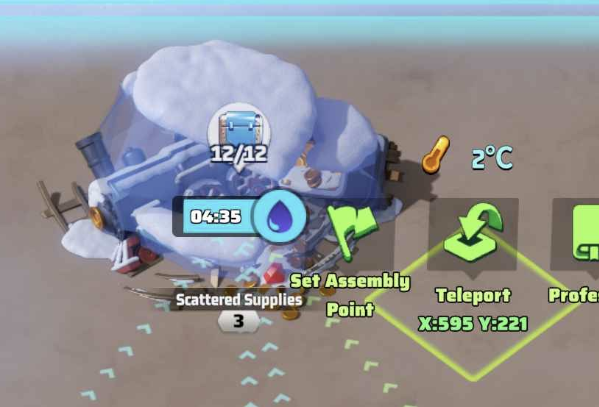 12/12
2°C
04:35
Set Assembly
Point
Teleport
Scattered Supplies
X:595 Y:221
3